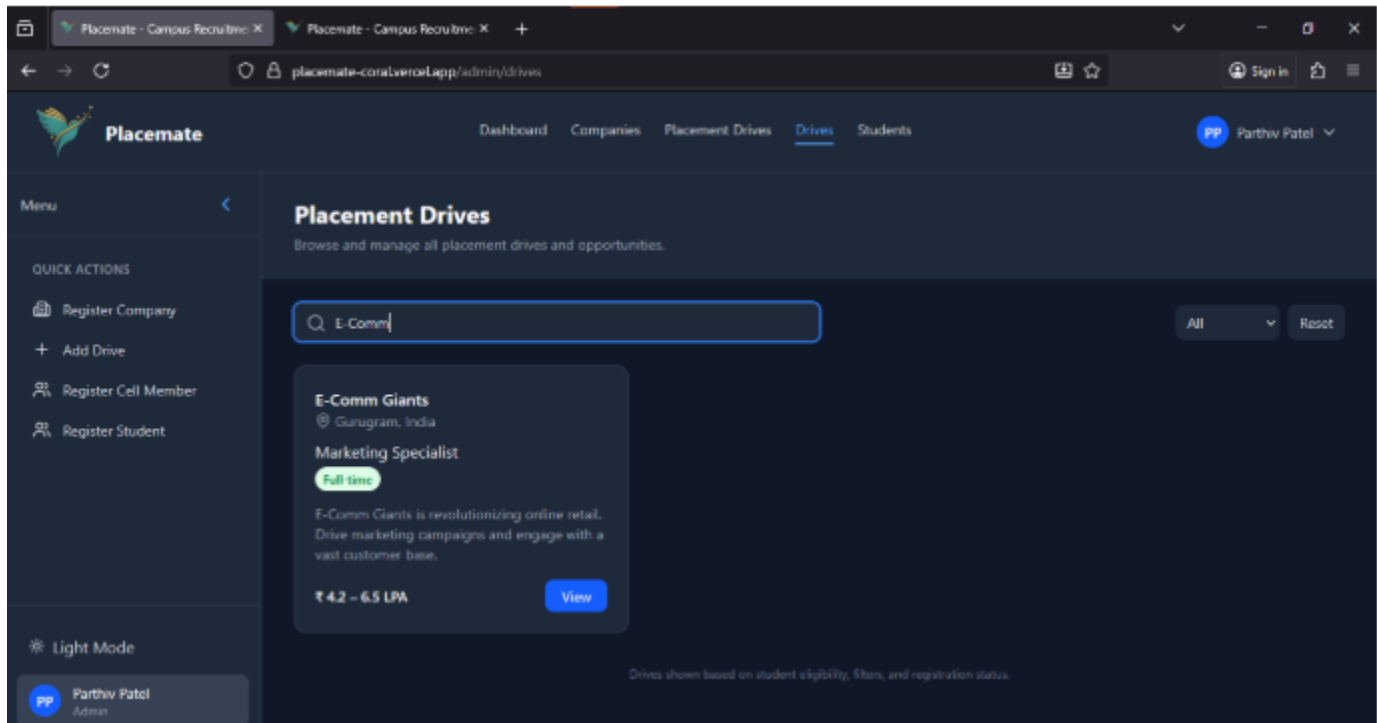 Placemate - Campus Recruitme
Placemate - Campus Recruitme
placemate-coral.vercel.app/admin/drives
Sign in
Placemate
Dashboard
Companies
Placement Drives
Drives
Students
PP
Parthiv Patel
Menu
Placement Drives
Browse and manage all placement drives and opportunities.
QUICK ACTIONS
Register Company
Add Drive
Register Cell Member
Register Student
E-Comm
All
Reset
E-Comm Giants
Gurugram, India
Marketing Specialist
Full-time
E-Comm Giants is revolutionizing online retail.
Drive marketing campaigns and engage with a
vast customer base.
₹ 4.2 – 6.5 LPA
View
Drives shown based on student eligibility, filters, and registration status.
Light Mode
PP
Parthiv Patel
Admin